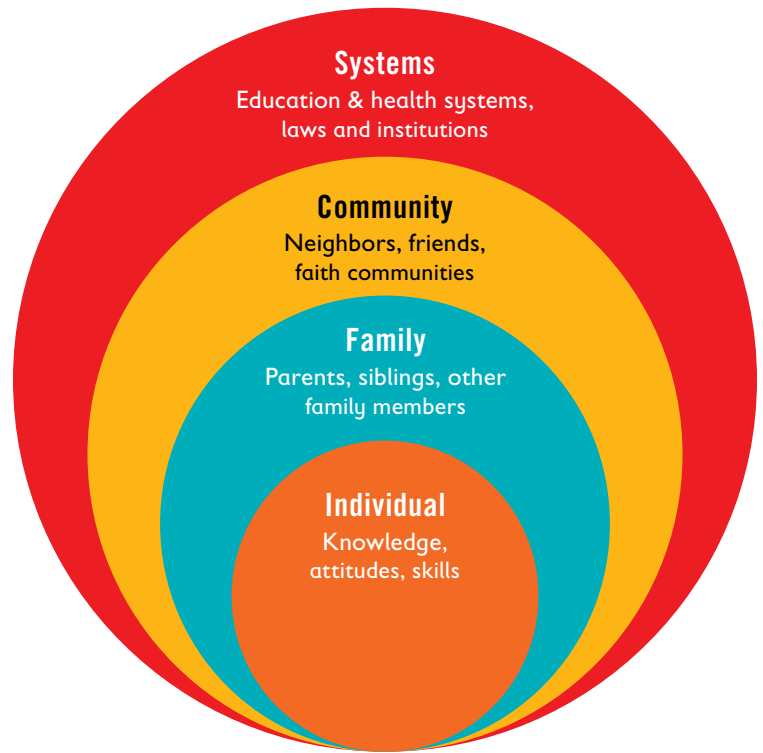 Systems
Education & health systems,
laws and institutions
Community
Neighbors, friends,
faith communities
Family
Parents, siblings, other
family members
Individual
Knowledge,
attitudes, skills